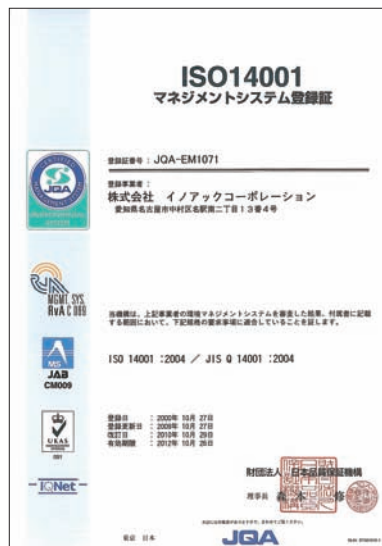 ISO14001
マネジメントシステム登録証
登録証番号 : JQA-EM1071
登録事業者 :
株式会社 イノアックコーポレーション
愛知県名古屋市中村区名駅南二丁目13番4号
JQA
MGMT. SYS.
RvA C 089
当機構は、上記事業者の環境マネジメントシステムを審査した結果、付属書に記載
する範囲において、下記規格の要求事項に適合していることを証します。
MS
JAB
CM009
ISO 14001 :2004 / JIS Q 14001 :2004
登録日 : 2000年 10月 27日
登録更新日 : 2009年 10月 27日
改訂日 : 2010年 10月 29日
有効期限 : 2012年 10月 26日
UKAS
001
IQNet
財団法人 日本品質保証機構
理事長 森本 修
東京 日本
JQA